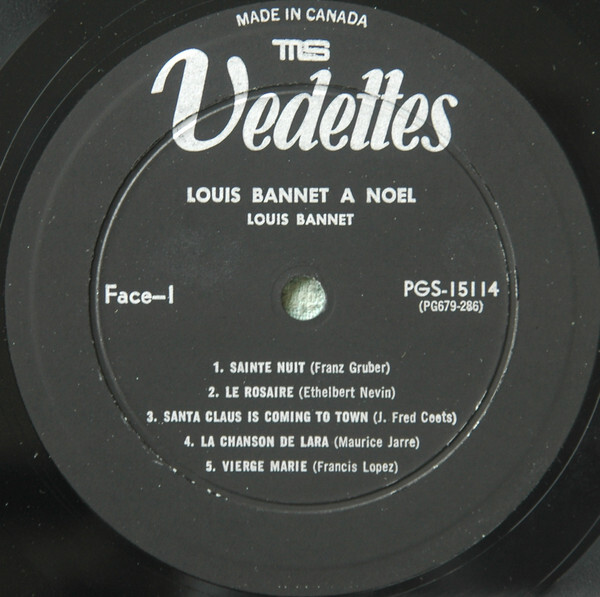 MADE IN CANADA
Vedettes
LOUIS BANNET A NOEL
LOUIS BANNET
Face-1
PGS-15114
(PG679-286)
1. SAINTE NUIT (Franz Gruber)
2. LE ROSAIRE (Ethelbert Nevin)
3. SANTA CLAUS IS COMING TO TOWN (J. Fred Coots)
4. LA CHANSON DE LARA (Maurice Jarre)
5. VIERGE MARIE (Francis Lopez)